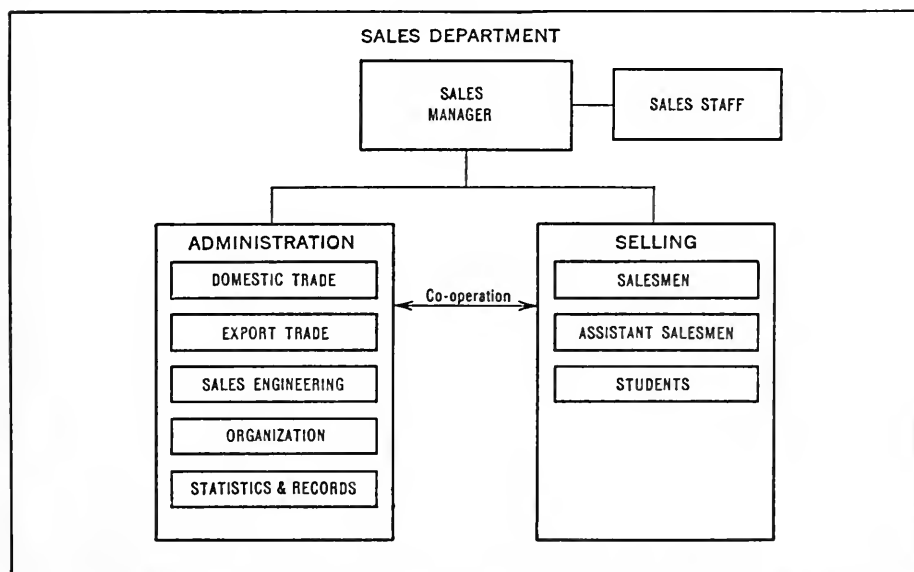 SALES DEPARTMENT
SALES
MANAGER
SALES STAFF
ADMINISTRATION
DOMESTIC TRADE
EXPORT TRADE
SALES ENGINEERING
ORGANIZATION
STATISTICS & RECORDS
Co-operation
SELLING
SALESMEN
ASSISTANT SALESMEN
STUDENTS